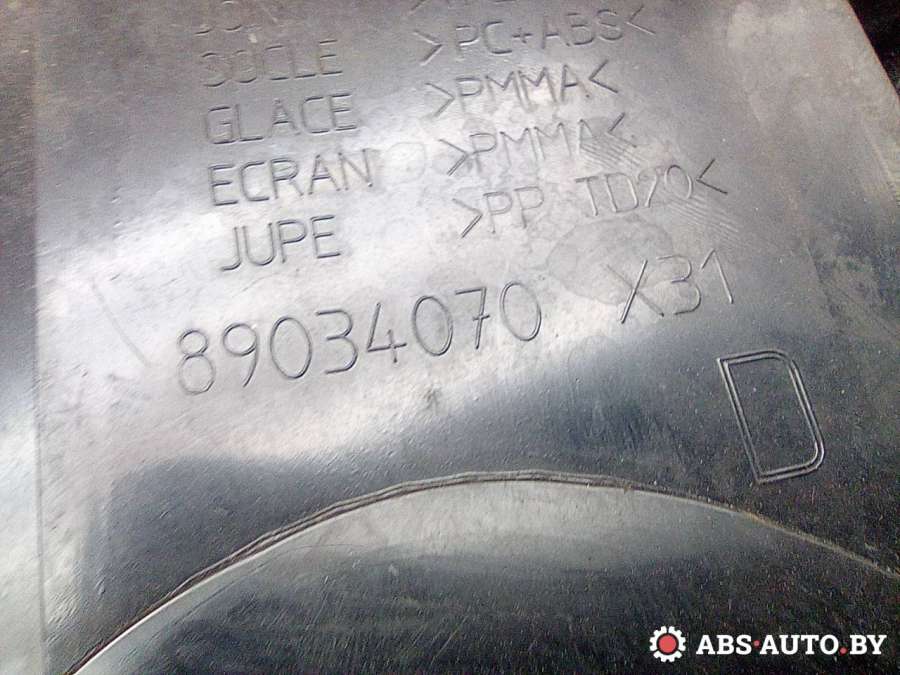 SOCLE >PC+ABS<
GLACE >PMMA<
ECRAN >PMMA<
JUPE >PP TD20<
89034070 X31
D
ABS-AUTO.BY